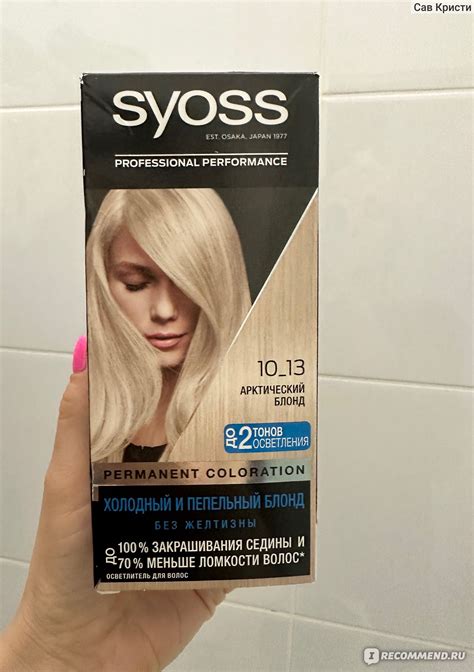 Сав Кристи
syoss
EST. OSAKA, JAPAN 1977
PROFESSIONAL PERFORMANCE
10_13
АРКТИЧЕСКИЙ
БЛОНД
ДО 2 ТОНОВ
ОСВЕТЛЕНИЯ
PERMANENT COLORATION
ХОЛОДНЫЙ И ПЕПЕЛЬНЫЙ БЛОНД
БЕЗ ЖЕЛТИЗНЫ
ДО 100% ЗАКРАШИВАНИЯ СЕДИНЫ И
70% МЕНЬШЕ ЛОМКОСТИ ВОЛОС*
ОСВЕТЛИТЕЛЬ ДЛЯ ВОЛОС
IRECOMMEND.RU